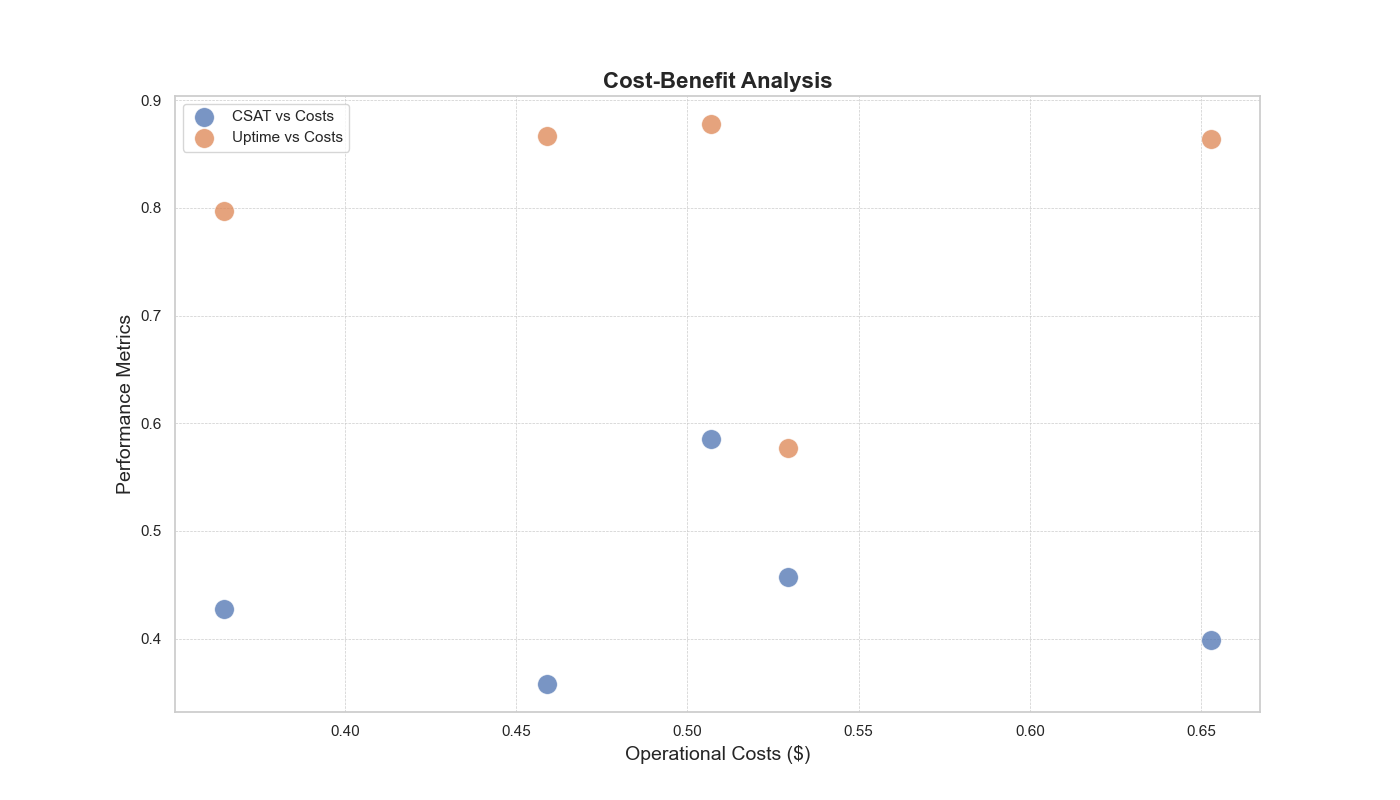 Cost-Benefit Analysis
CSAT vs Costs
Uptime vs Costs
Performance Metrics
0.9
0.8
0.7
0.6
0.5
0.4
0.40 0.45 0.50 0.55 0.60 0.65
Operational Costs ($)